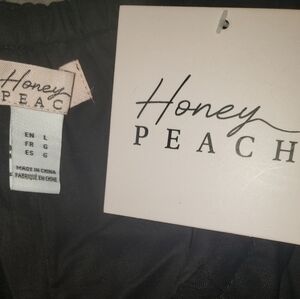 Honey
PEAC
EN L
FR G
ES G
MADE IN CHINA
FABRIQUÉ EN CHINE
Honey
PEACH